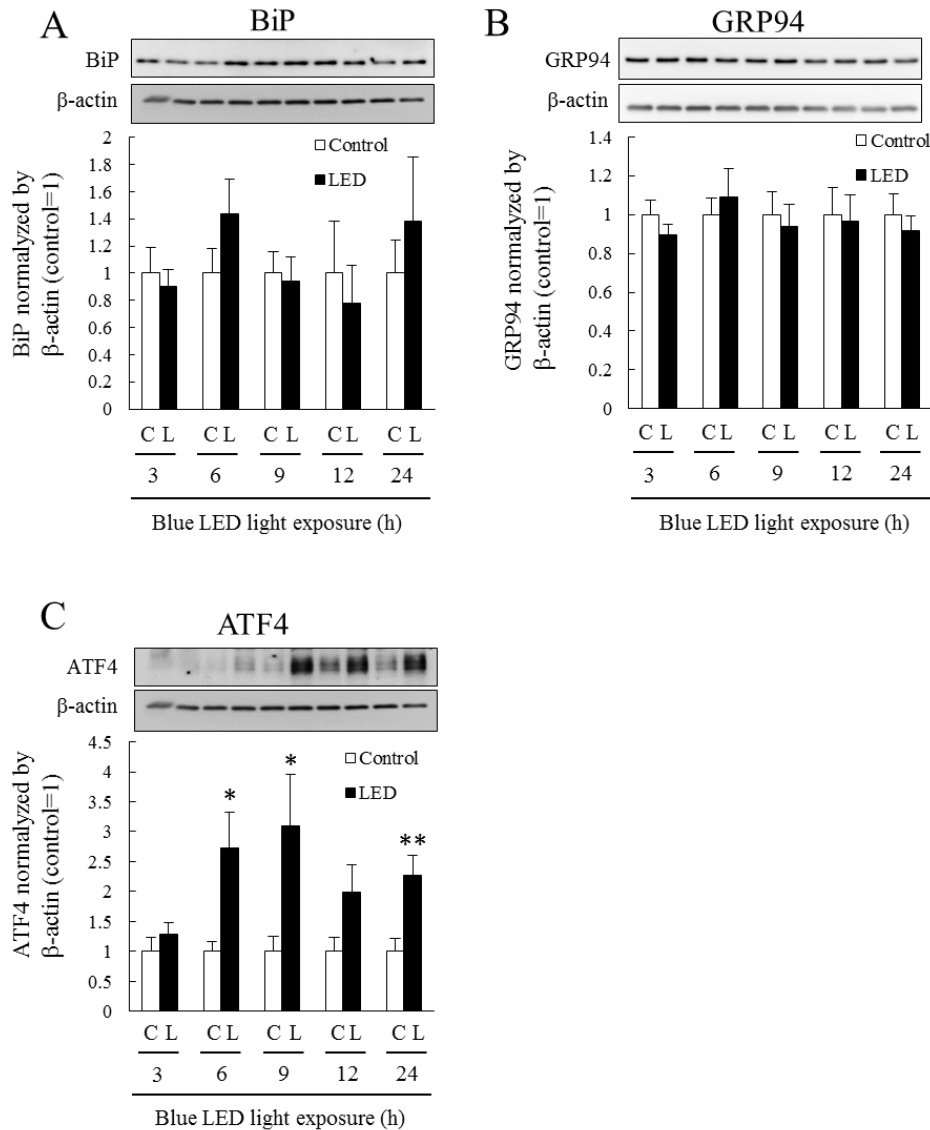 A
BiP
BiP
β-actin
BiP normalized by
β-actin (control=1)
2
1.8
1.6
1.4
1.2
1
0.8
0.6
0.4
0.2
0
Control
LED
C L C L C L C L C L
3 6 9 12 24
Blue LED light exposure (h)
B
GRP94
GRP94
β-actin
GRP94 normalized by
β-actin (control=1)
1.4
1.2
1
0.8
0.6
0.4
0.2
0
Control
LED
C L C L C L C L C L
3 6 9 12 24
Blue LED light exposure (h)
C
ATF4
ATF4
β-actin
ATF4 normalized by
β-actin (control=1)
4.5
4
3.5
3
2.5
2
1.5
1
0.5
0
Control
LED
* * **
C L C L C L C L C L
3 6 9 12 24
Blue LED light exposure (h)